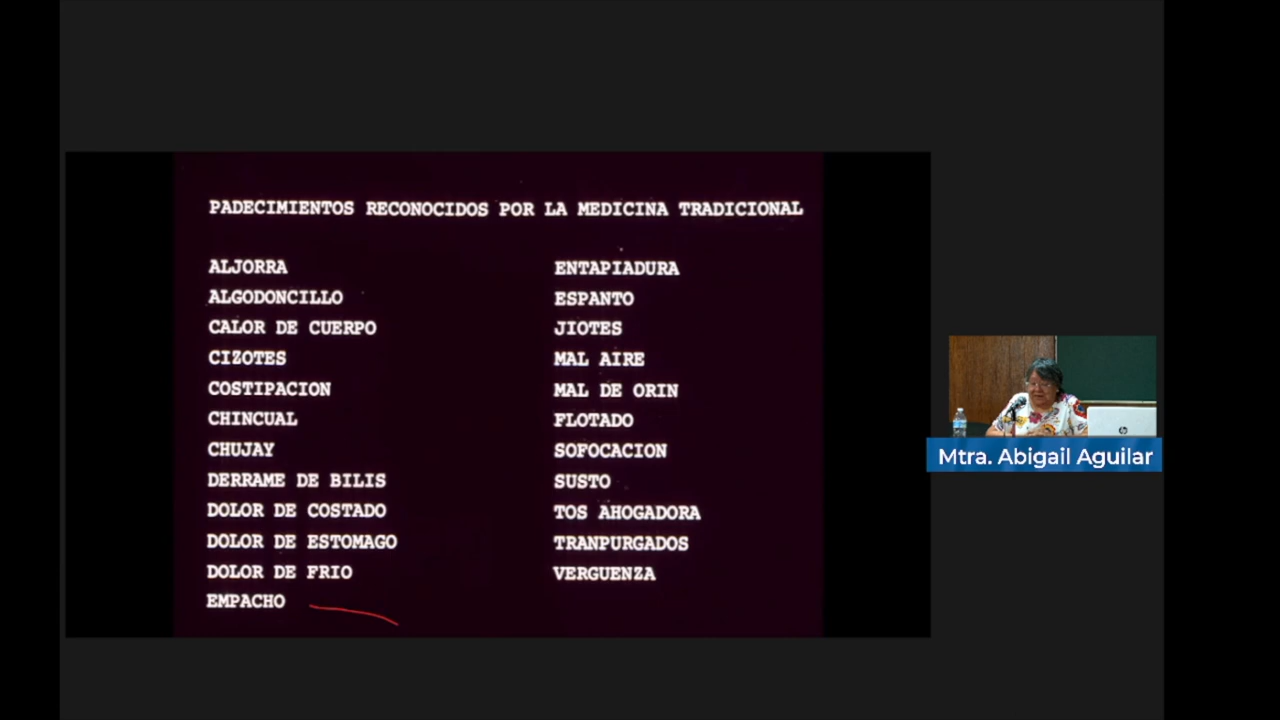 PADECIMIENTOS RECONOCIDOS POR LA MEDICINA TRADICIONAL
ALJORRA
ALGODONCILLO
CALOR DE CUERPO
CIZOTES
COSTIPACION
CHINCUAL
CHUJAY
DERRAME DE BILIS
DOLOR DE COSTADO
DOLOR DE ESTOMAGO
DOLOR DE FRIO
EMPACHO
ENTAPIADURA
ESPANTO
JIOTES
MAL AIRE
MAL DE ORIN
FLOTADO
SOFOCACION
SUSTO
TOS AHOGADORA
TRANPURGADOS
VERGUENZA
hp
Mtra. Abigail Aguilar